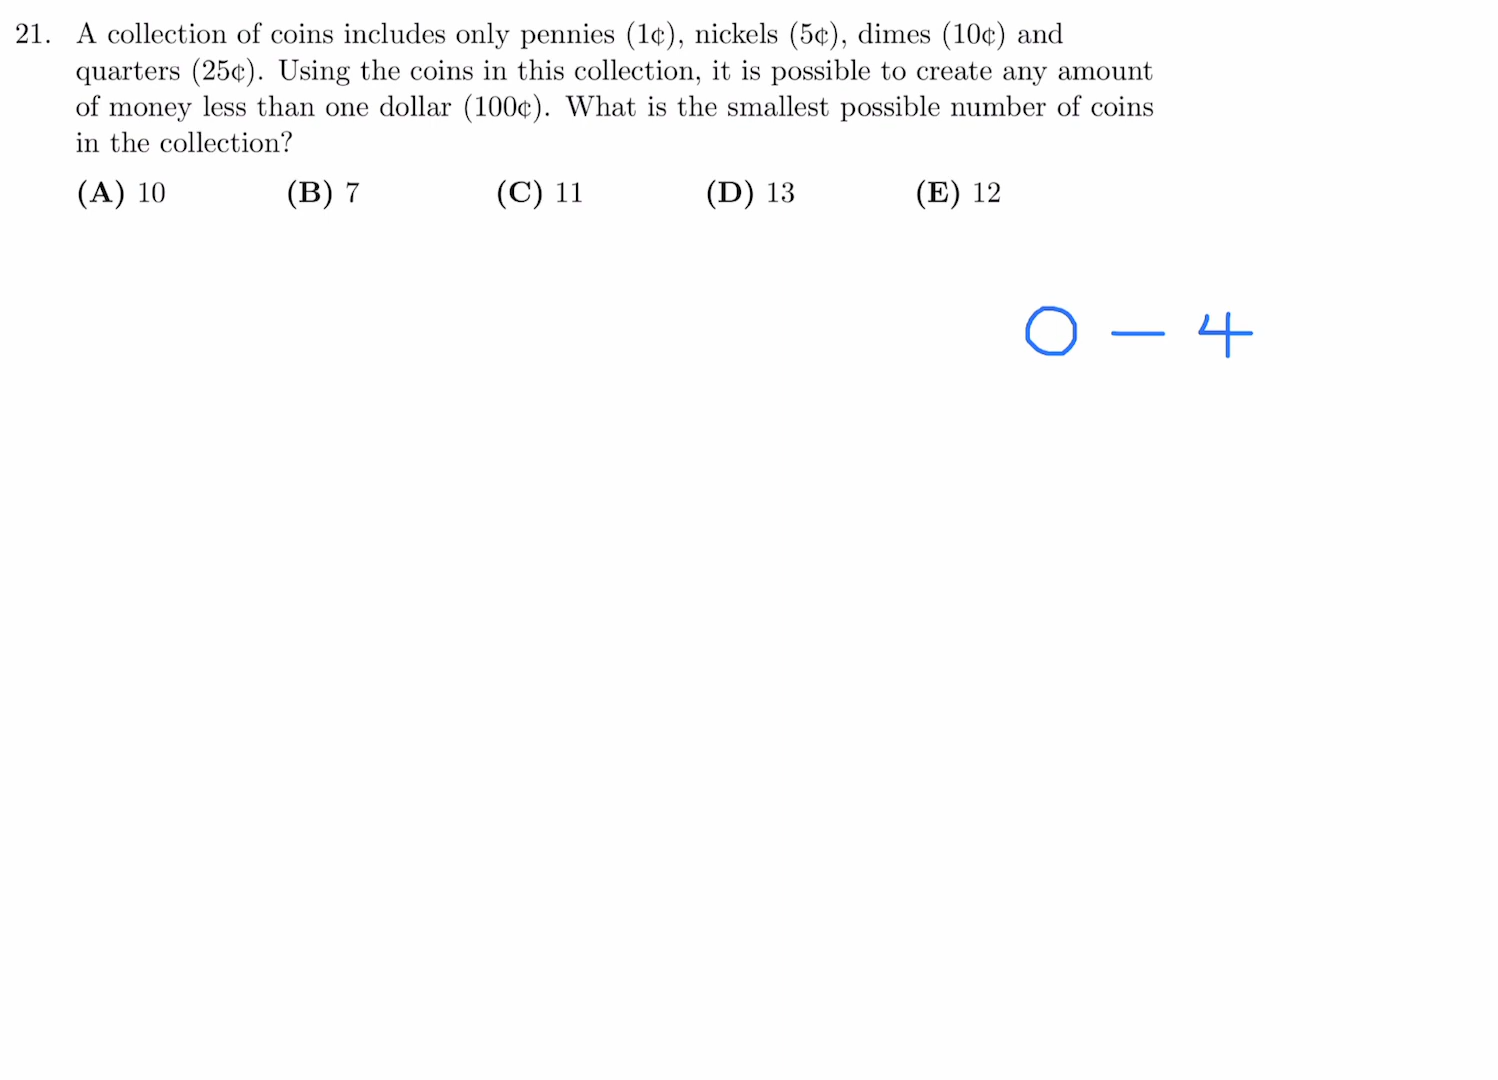 21. A collection of coins includes only pennies (1¢), nickels (5¢), dimes (10¢) and
quarters (25¢). Using the coins in this collection, it is possible to create any amount
of money less than one dollar (100¢). What is the smallest possible number of coins
in the collection?
(A) 10 (B) 7 (C) 11 (D) 13 (E) 12
0 – 4